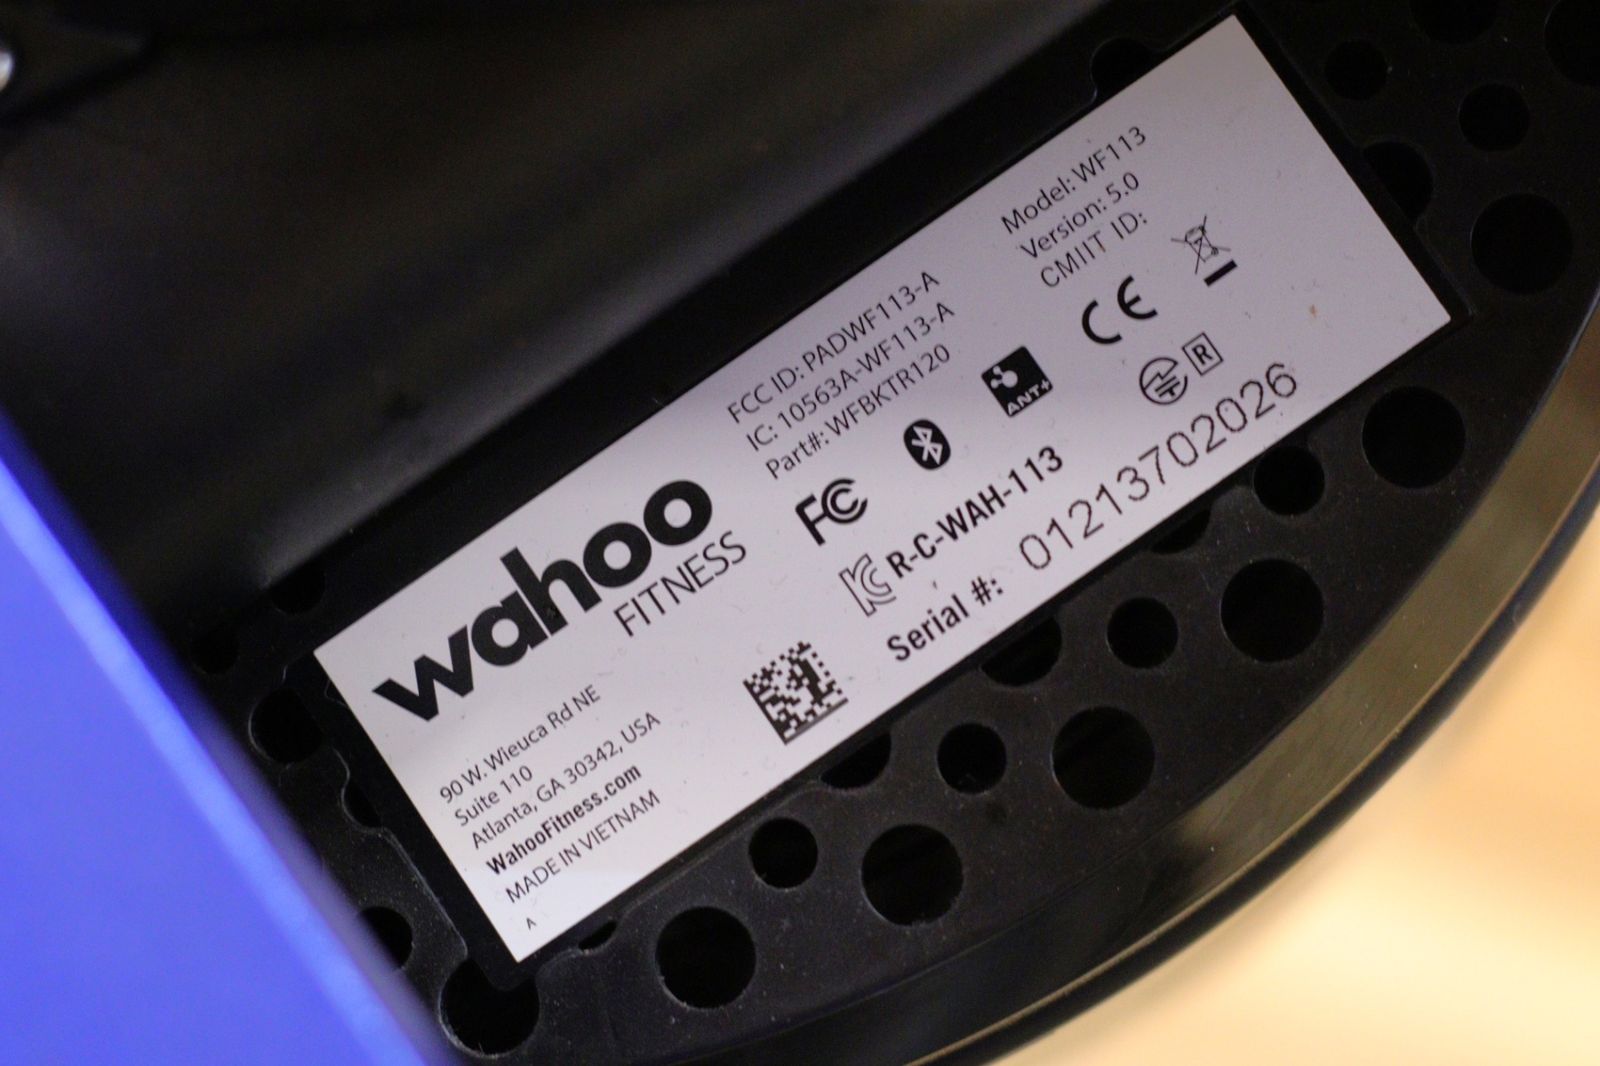 wahoo
FITNESS
90 W. Wieuca Rd NE
Suite 110
Atlanta, GA 30342, USA
WahooFitness.com
MADE IN VIETNAM
A
FCC ID: PADWF113-A
IC: 10563A-WF113-A
Part#: WFBKTR120
Model: WF113
Version: 5.0
CMIIT ID:
FC
ANT+
CE
R
R-C-WAH-113
Serial #: 01213702026
1